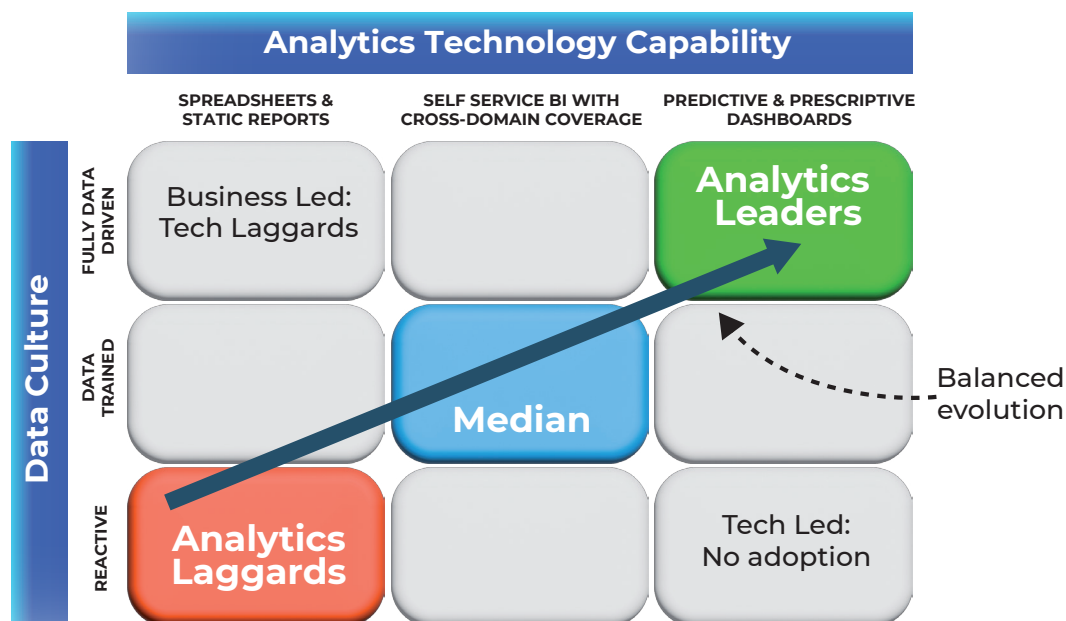 Analytics Technology Capability
SPREADSHEETS &
STATIC REPORTS
SELF SERVICE BI WITH
CROSS-DOMAIN COVERAGE
PREDICTIVE & PRESCRIPTIVE
DASHBOARDS
Data Culture
FULLY DATA
DRIVEN
Business Led:
Tech Laggards
Analytics
Leaders
DATA
TRAINED
Median
Balanced
evolution
REACTIVE
Analytics
Laggards
Tech Led:
No adoption